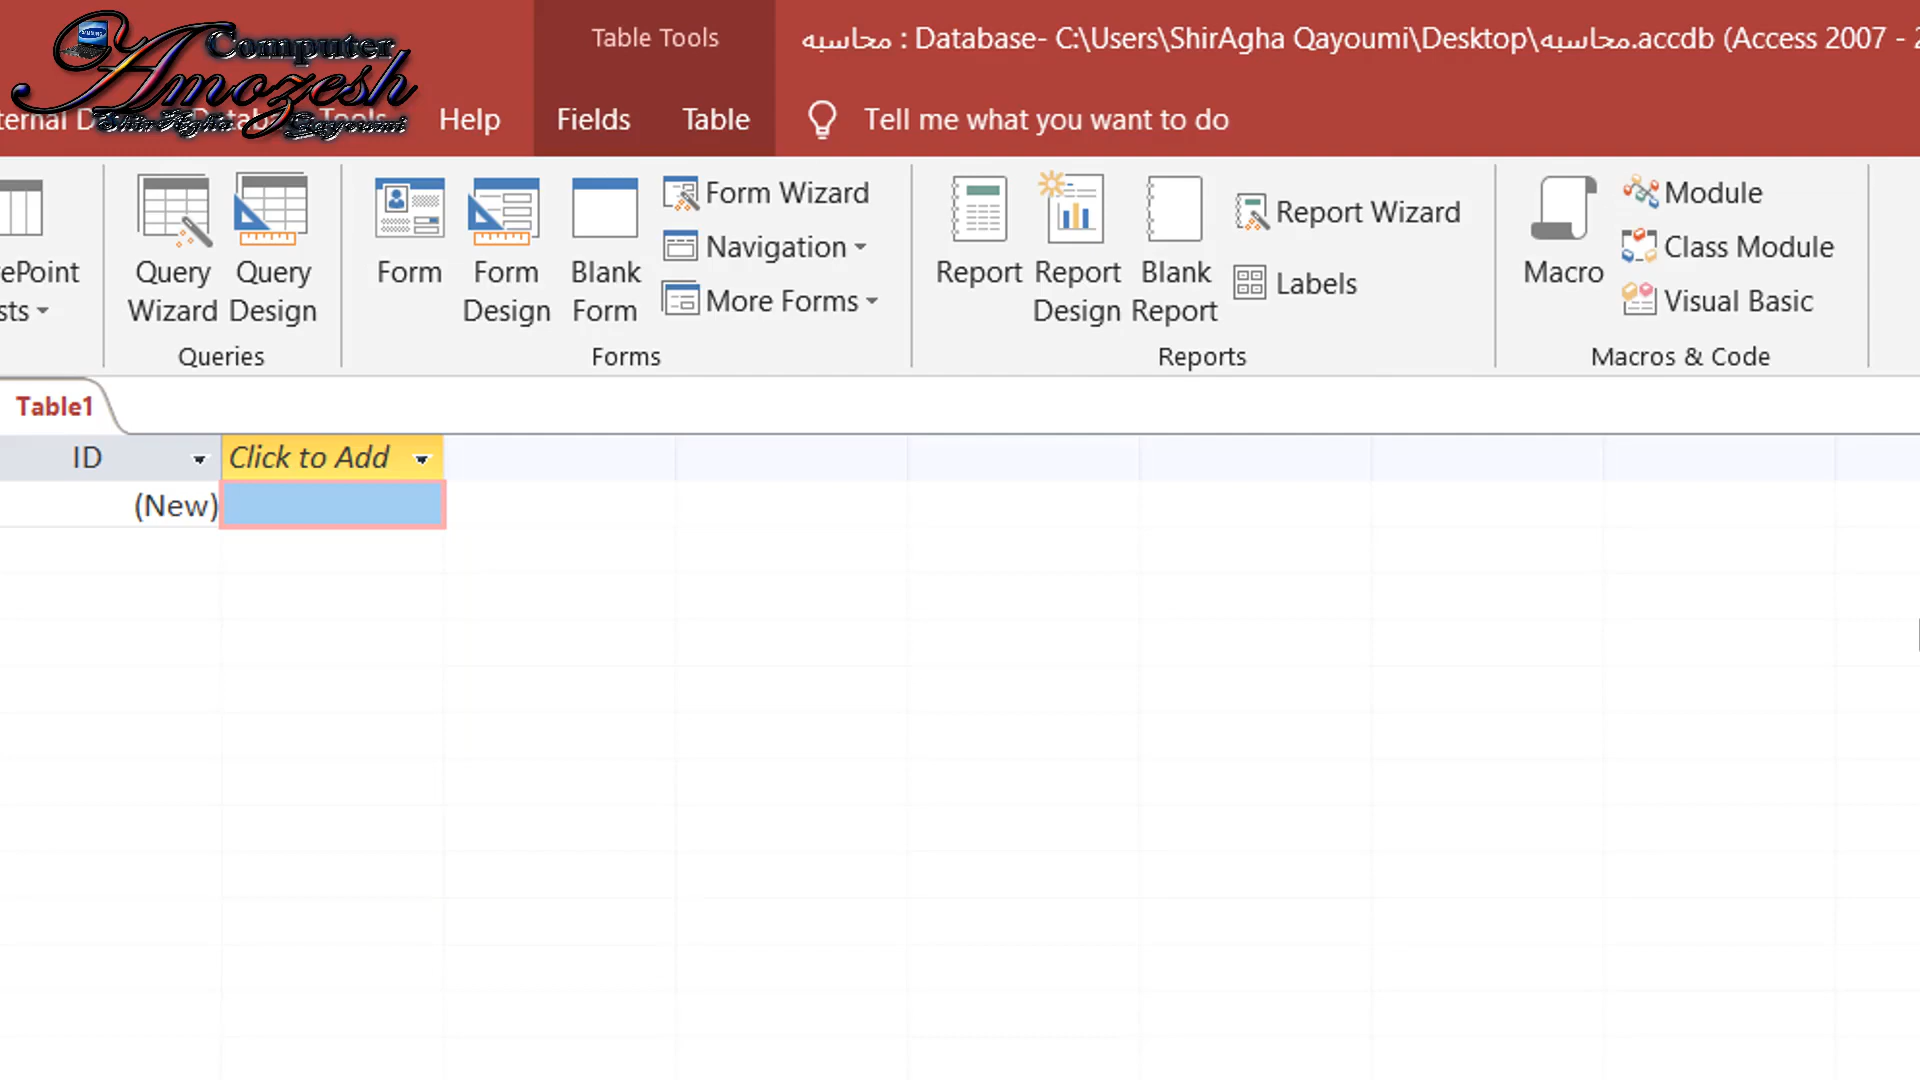 Computer
Amozesh
Shir Agha Qayoumi
Table Tools
محاسبه : Database- C:\Users\ShirAgha Qayoumi\Desktop\محاسبه.accdb (Access 2007 -
Help
Fields
Table
Tell me what you want to do
ePoint
sts
Query Wizard
Query Design
Queries
Form
Form Design
Blank Form
Form Wizard
Navigation
More Forms
Forms
Report
Report Design
Blank Report
Report Wizard
Labels
Reports
Macro
Module
Class Module
Visual Basic
Macros & Code
Table1
ID
Click to Add
(New)